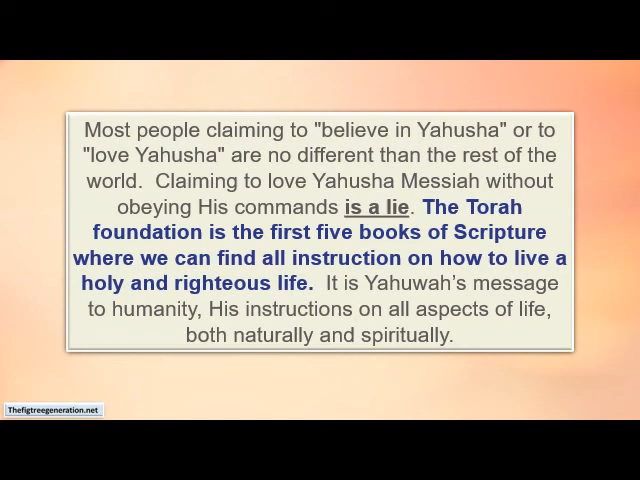 Most people claiming to "believe in Yahusha" or to
"love Yahusha" are no different than the rest of the
world.  Claiming to love Yahusha Messiah without
obeying His commands is a lie. The Torah
foundation is the first five books of Scripture
where we can find all instruction on how to live a
holy and righteous life.  It is Yahuwah’s message
to humanity, His instructions on all aspects of life,
both naturally and spiritually.
Thefigtreegeneration.net